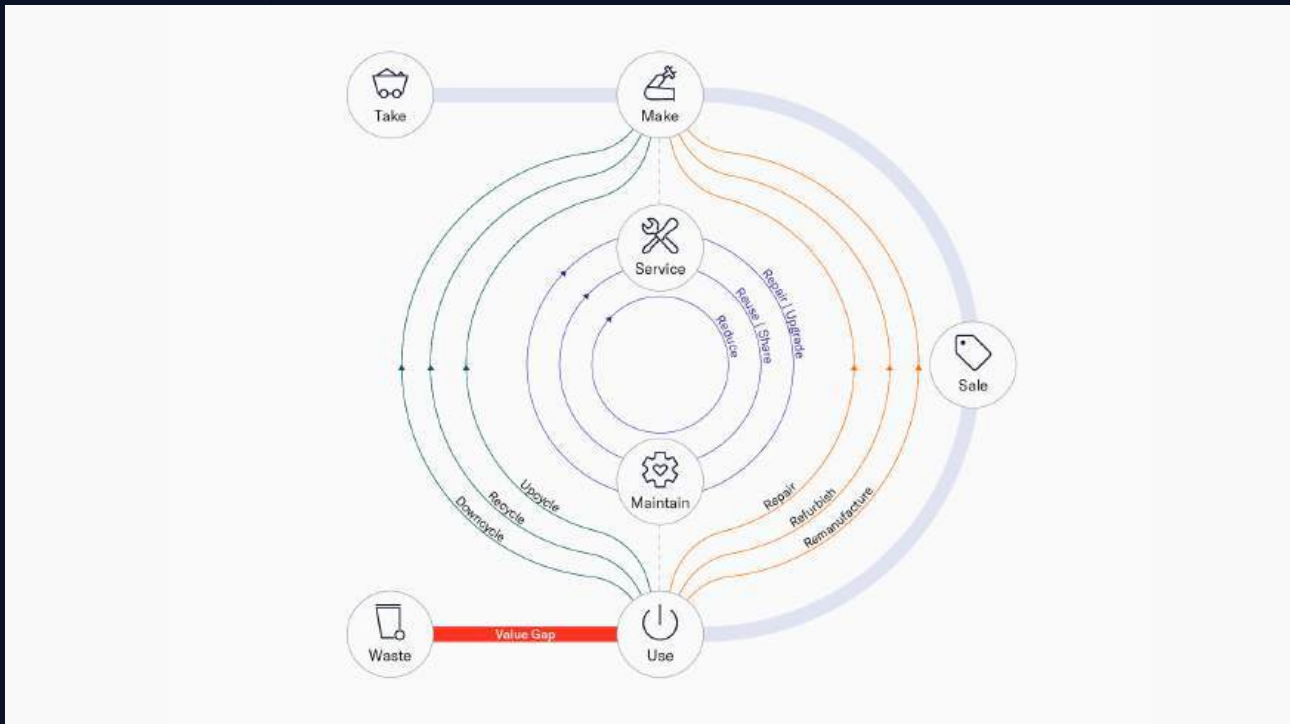 Take
Make
Service
Repair | Upgrade
Reuse | Share
Reduce
Sale
Maintain
Upcycle
Recycle
Downcycle
Repair
Refurbish
Remanufacture
Waste
Value Gap
Use